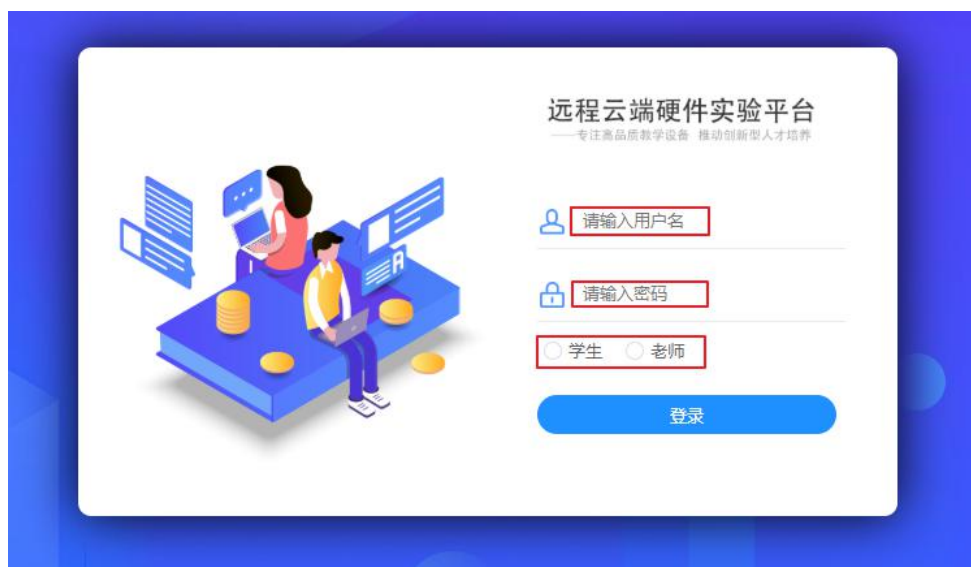 远程云端硬件实验平台
——专注高品质教学设备 推动创新型人才培养
请输入用户名
请输入密码
学生 老师
登录